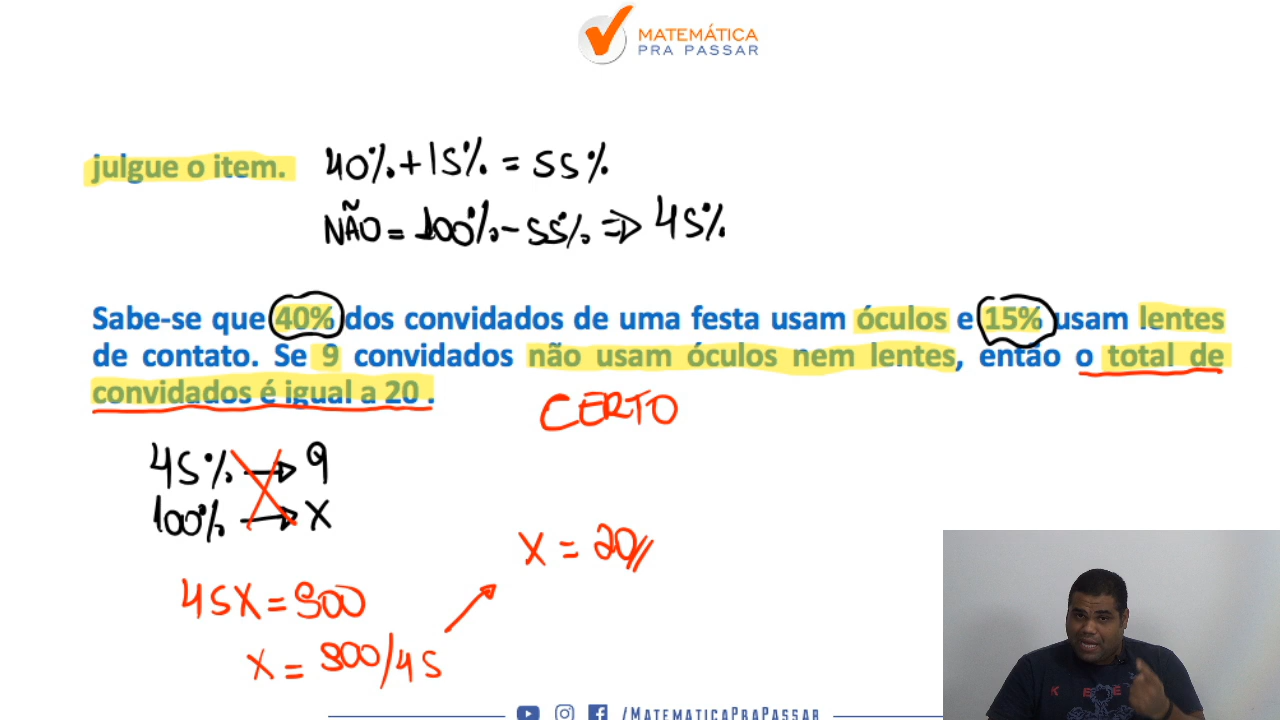 MATEMÁTICA
PRA PASSAR
julgue o item.
40%+15% = 55%
NÃO = 100% - 55% => 45%
Sabe-se que 40% dos convidados de uma festa usam óculos e 15% usam lentes
de contato. Se 9 convidados não usam óculos nem lentes, então o total de
convidados é igual a 20 .
CERTO
45% → 9
100% → X
X = 20//
45X = 900
X = 900/45
K E E
/MATEMATICAPRAPASSAR